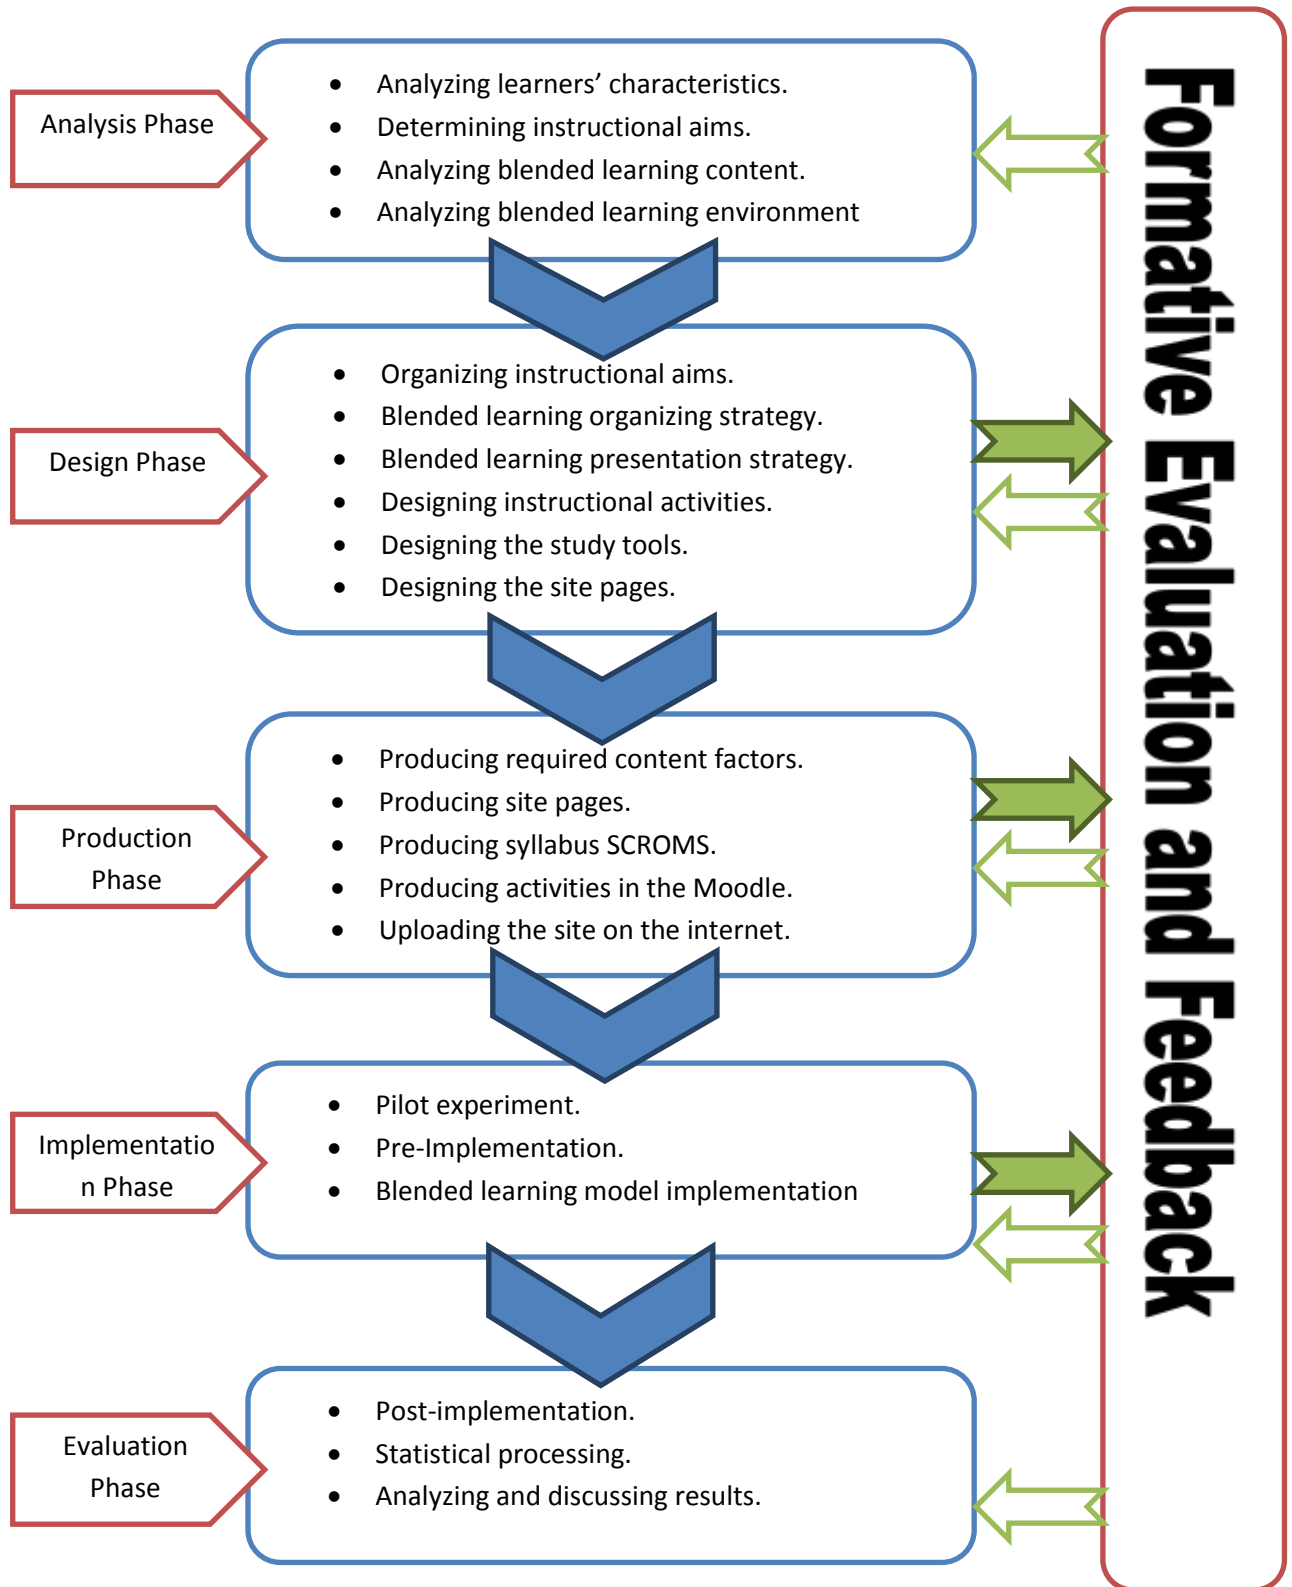 Analysis Phase
• Analyzing learners’ characteristics.
• Determining instructional aims.
• Analyzing blended learning content.
• Analyzing blended learning environment
Design Phase
• Organizing instructional aims.
• Blended learning organizing strategy.
• Blended learning presentation strategy.
• Designing instructional activities.
• Designing the study tools.
• Designing the site pages.
Production
Phase
• Producing required content factors.
• Producing site pages.
• Producing syllabus SCROMS.
• Producing activities in the Moodle.
• Uploading the site on the internet.
Implementatio
n Phase
• Pilot experiment.
• Pre-Implementation.
• Blended learning model implementation
Evaluation
Phase
• Post-implementation.
• Statistical processing.
• Analyzing and discussing results.
Formative Evaluation and Feedback